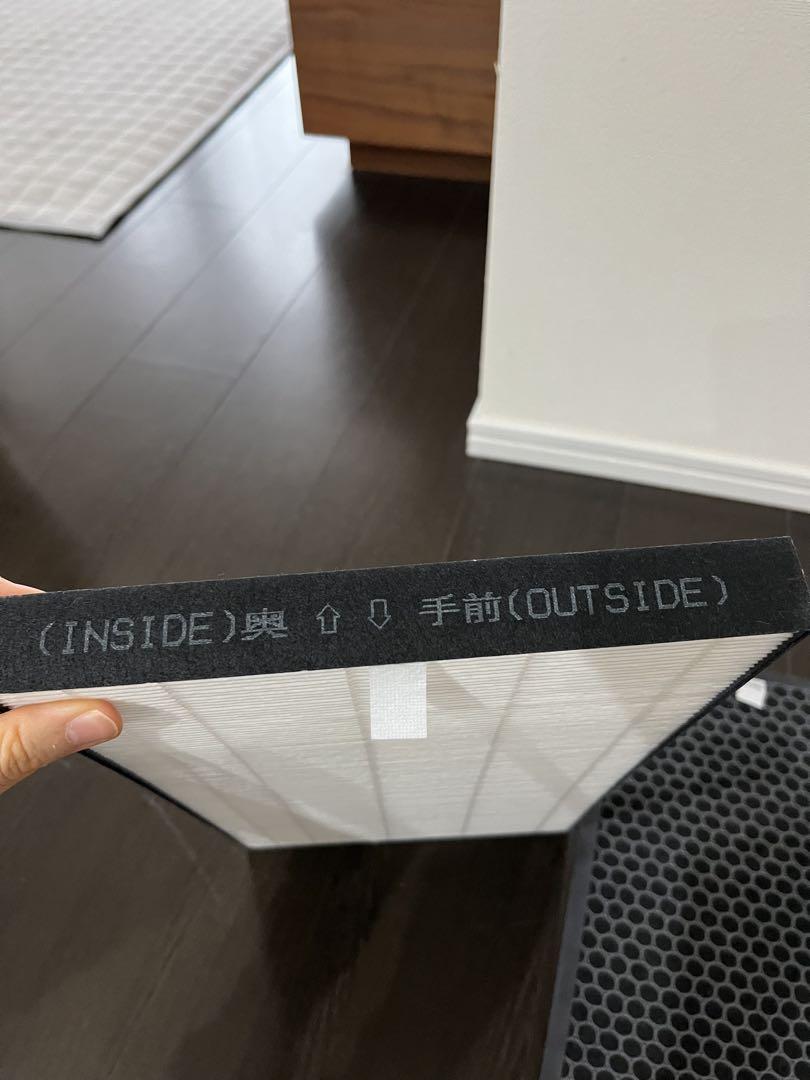 (INSIDE)奥 ⇧ ⇩ 手前(OUTSIDE)